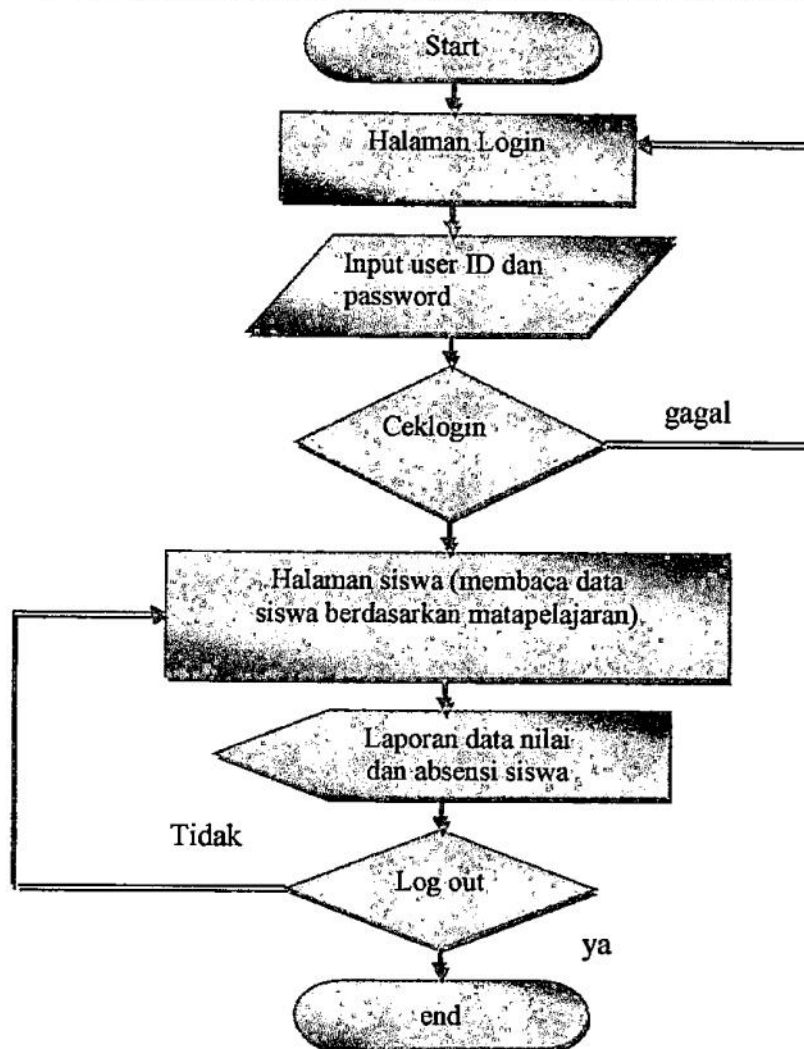 Start
Halaman Login
Input user ID dan
password
Ceklogin
gagal
Halaman siswa (membaca data
siswa berdasarkan matapelajaran)
Laporan data nilai
dan absensi siswa
Tidak
Log out
ya
end